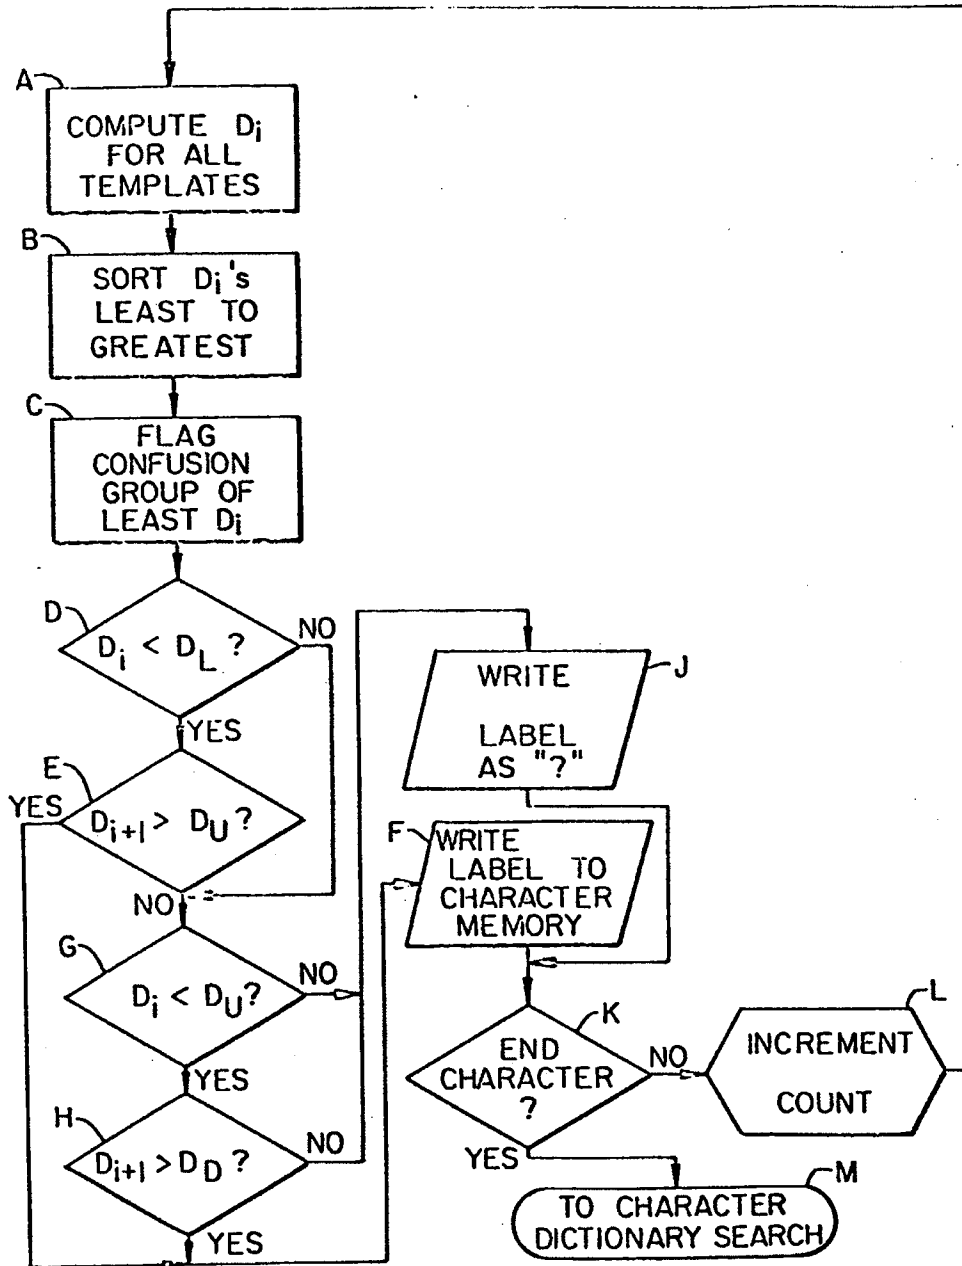 A
COMPUTE Di
FOR ALL
TEMPLATES
B
SORT Di's
LEAST TO
GREATEST
C
FLAG
CONFUSION
GROUP OF
LEAST Di
D
Di < DL ?
NO
YES
E
YES
Di+1 > DU ?
NO
G
Di < DU?
NO
YES
H
Di+1 > DD ?
NO
YES
J
WRITE
LABEL
AS "?"
F
WRITE
LABEL TO
CHARACTER
MEMORY
K
END
CHARACTER
?
NO
YES
L
INCREMENT
COUNT
M
TO CHARACTER
DICTIONARY SEARCH